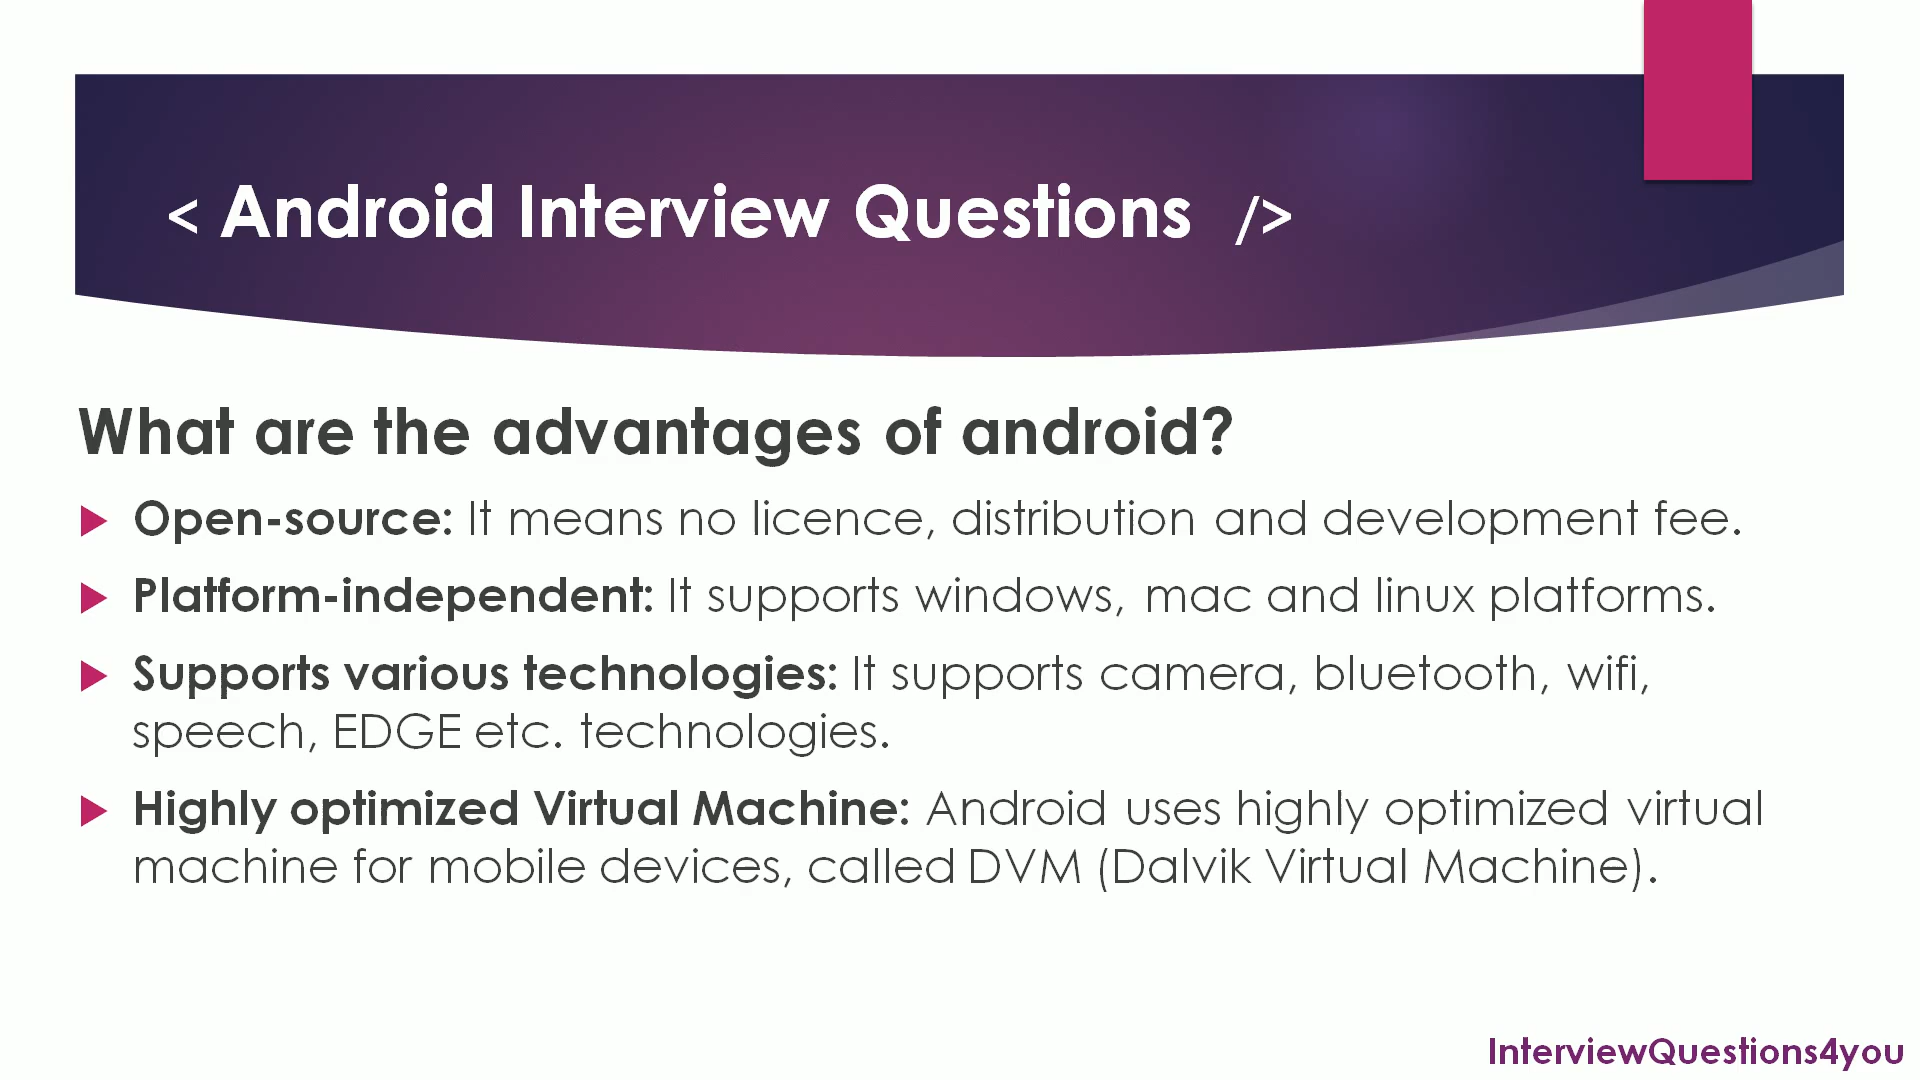 < Android Interview Questions />
What are the advantages of android?
Open-source: It means no licence, distribution and development fee.
Platform-independent: It supports windows, mac and linux platforms.
Supports various technologies: It supports camera, bluetooth, wifi,
speech, EDGE etc. technologies.
Highly optimized Virtual Machine: Android uses highly optimized virtual
machine for mobile devices, called DVM (Dalvik Virtual Machine).
InterviewQuestions4you